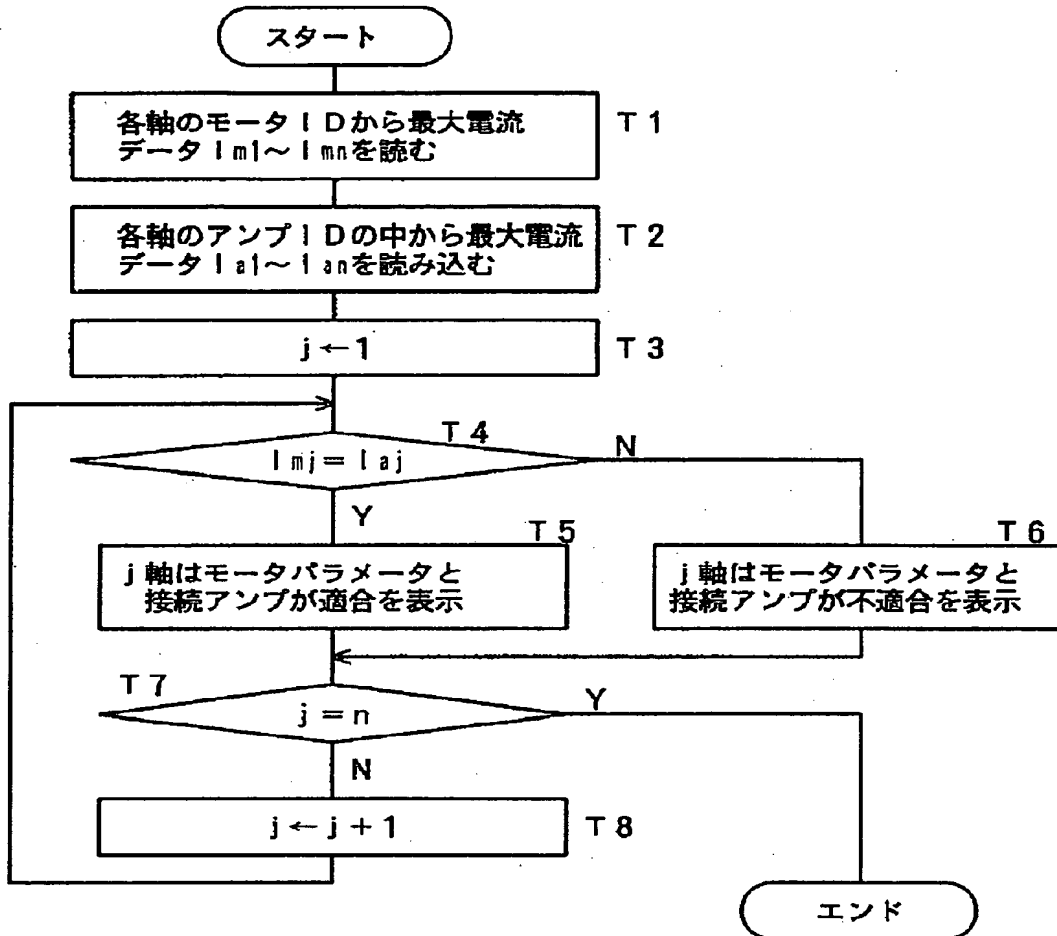 スタート
各軸のモータIDから最大電流
データIm1～Imnを読む
T1
各軸のアンプIDの中から最大電流
データIa1～Ianを読み込む
T2
j←1
T3
T4
Imj=Iaj
N
Y
T5
j軸はモータパラメータと
接続アンプが適合を表示
T6
j軸はモータパラメータと
接続アンプが不適合を表示
T7
j=n
Y
N
j←j+1
T8
エンド